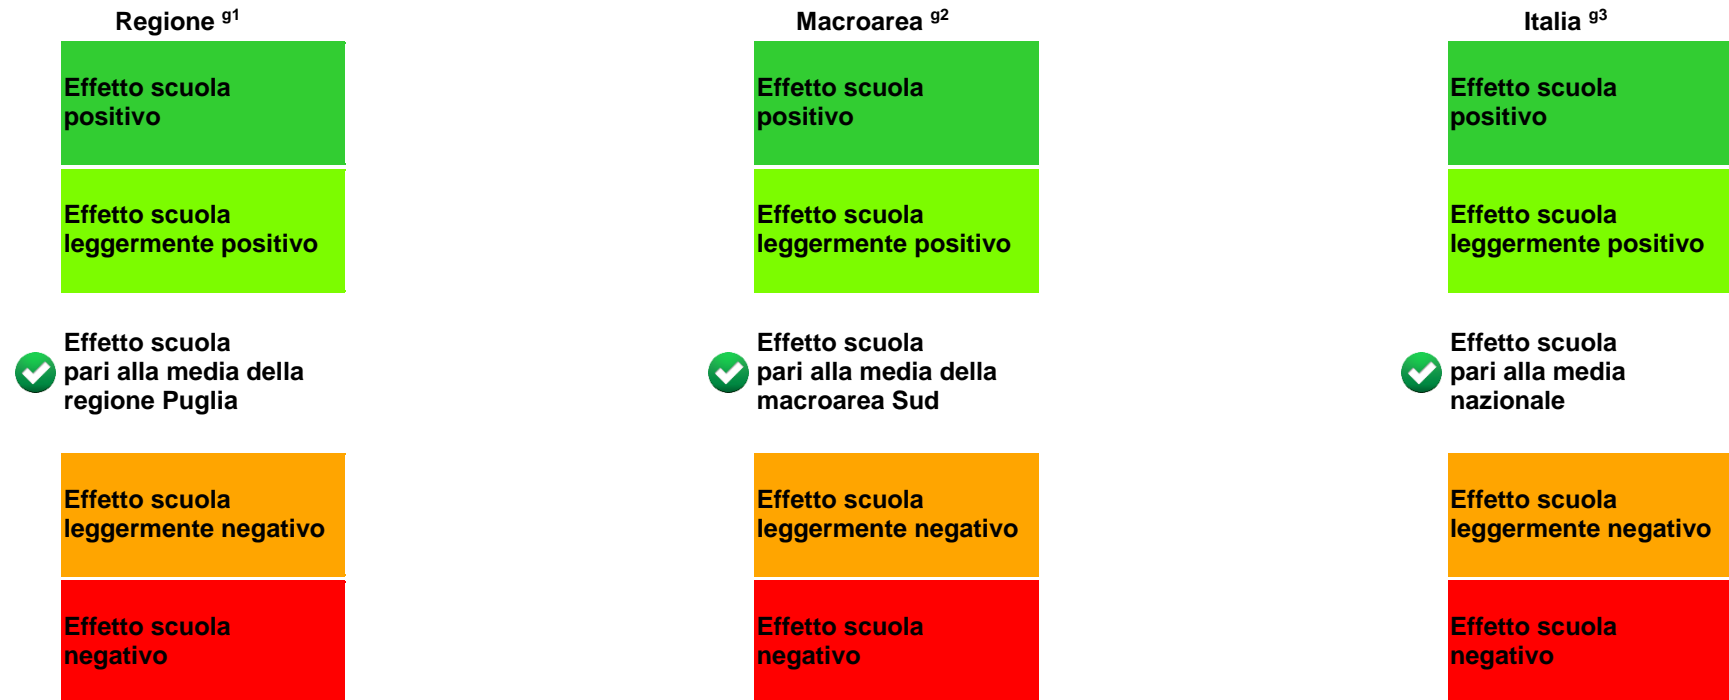 Regione g1
Effetto scuola
positivo
Effetto scuola
leggermente positivo
Effetto scuola
pari alla media della
regione Puglia
Effetto scuola
leggermente negativo
Effetto scuola
negativo
Macroarea g2
Effetto scuola
positivo
Effetto scuola
leggermente positivo
Effetto scuola
pari alla media della
macroarea Sud
Effetto scuola
leggermente negativo
Effetto scuola
negativo
Italia g3
Effetto scuola
positivo
Effetto scuola
leggermente positivo
Effetto scuola
pari alla media
nazionale
Effetto scuola
leggermente negativo
Effetto scuola
negativo